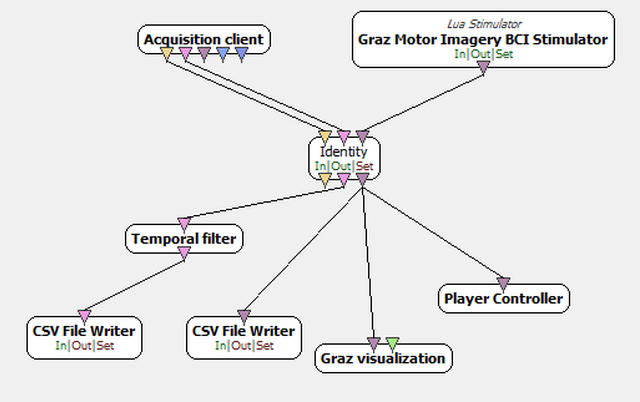 Acquisition client
Lua Stimulator
Graz Motor Imagery BCI Stimulator
In|Out|Set
Identity
In|Out|Set
Temporal filter
Player Controller
CSV File Writer
In|Out|Set
CSV File Writer
In|Out|Set
Graz visualization